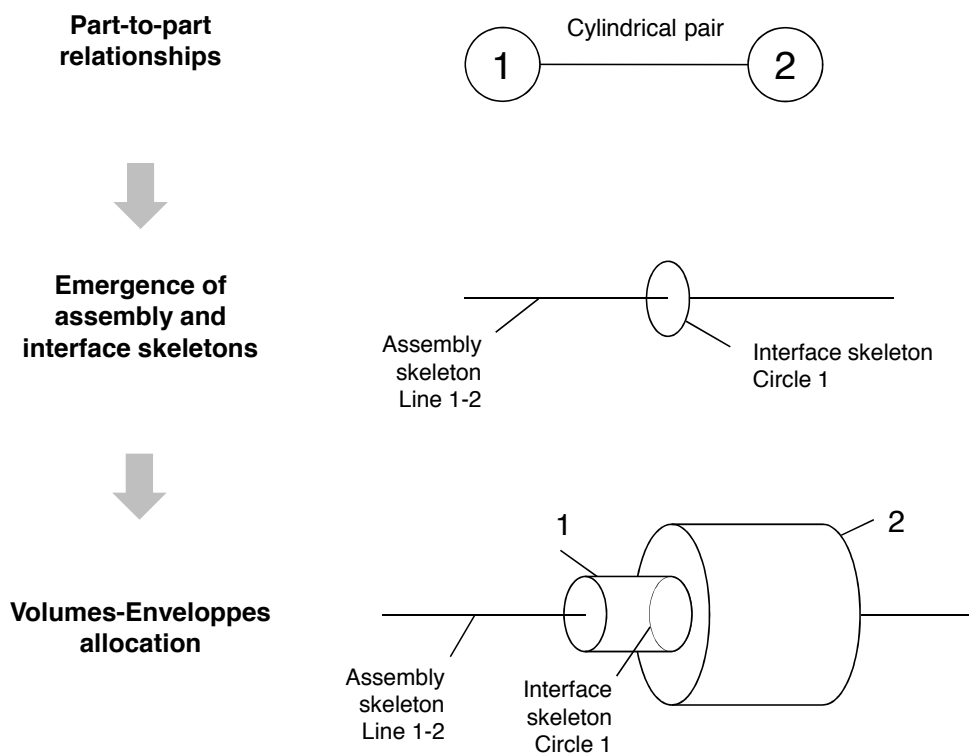 Part-to-part
relationships
Cylindrical pair
1
2
Emergence of
assembly and
interface skeletons
Assembly
skeleton
Line 1-2
Interface skeleton
Circle 1
Volumes-Enveloppes
allocation
1
2
Assembly
skeleton
Line 1-2
Interface
skeleton
Circle 1